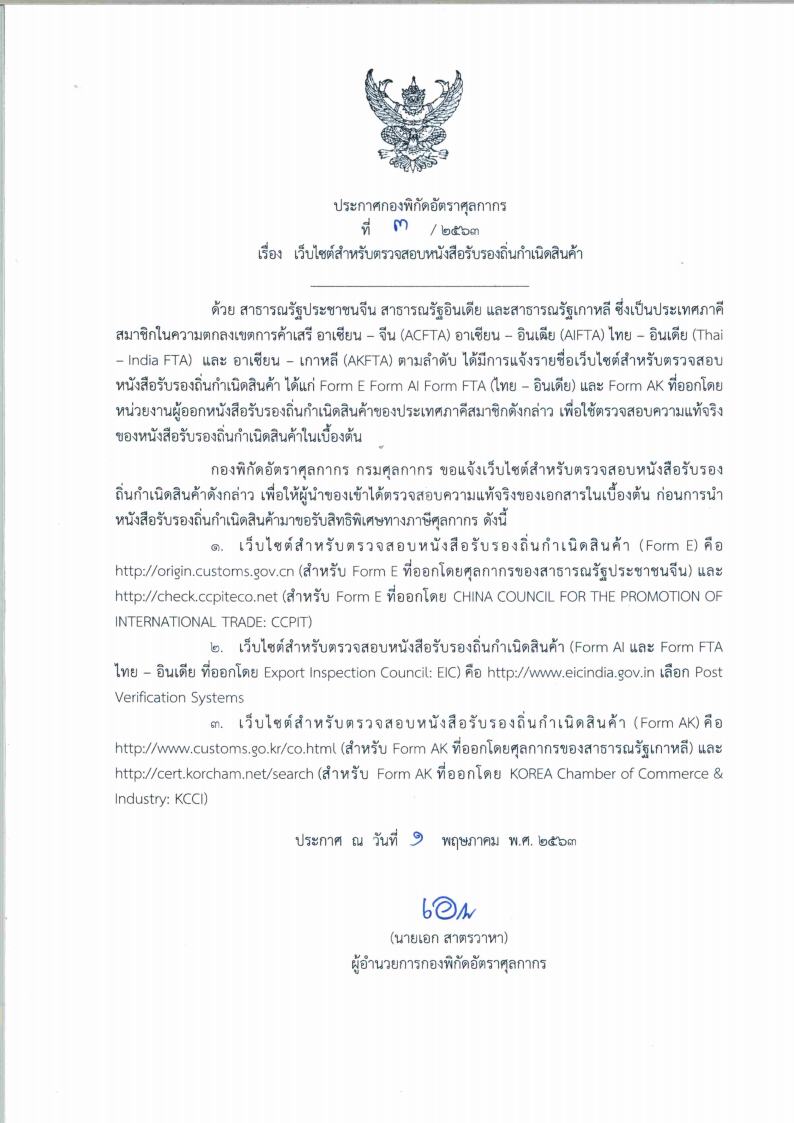 ประกาศกองพิกัดอัตราศุลกากร
ที่ ๓ / ๒๕๖๓
เรื่อง เว็บไซต์สำหรับตรวจสอบหนังสือรับรองถิ่นกำเนิดสินค้า
ด้วย สาธารณรัฐประชาชนจีน สาธารณรัฐอินเดีย และสาธารณรัฐเกาหลี ซึ่งเป็นประเทศภาคี
สมาชิกในความตกลงเขตการค้าเสรี อาเซียน – จีน (ACFTA) อาเซียน – อินเดีย (AIFTA) ไทย – อินเดีย (Thai
– India FTA) และ อาเซียน – เกาหลี (AKFTA) ตามลำดับ ได้มีการแจ้งรายชื่อเว็บไซต์สำหรับตรวจสอบ
หนังสือรับรองถิ่นกำเนิดสินค้า ได้แก่ Form E Form AI Form FTA (ไทย – อินเดีย) และ Form AK ที่ออกโดย
หน่วยงานผู้ออกหนังสือรับรองถิ่นกำเนิดสินค้าของประเทศภาคีสมาชิกดังกล่าว เพื่อใช้ตรวจสอบความแท้จริง
ของหนังสือรับรองถิ่นกำเนิดสินค้าในเบื้องต้น
กองพิกัดอัตราศุลกากร กรมศุลกากร ขอแจ้งเว็บไซต์สำหรับตรวจสอบหนังสือรับรอง
ถิ่นกำเนิดสินค้าดังกล่าว เพื่อให้ผู้นำของเข้าได้ตรวจสอบความแท้จริงของเอกสารในเบื้องต้น ก่อนการนำ
หนังสือรับรองถิ่นกำเนิดสินค้ามาขอรับสิทธิพิเศษทางภาษีศุลกากร ดังนี้
๑. เว็บไซต์สำหรับตรวจสอบหนังสือรับรองถิ่นกำเนิดสินค้า (Form E) คือ
http://origin.customs.gov.cn (สำหรับ Form E ที่ออกโดยศุลกากรของสาธารณรัฐประชาชนจีน) และ
http://check.ccpiteco.net (สำหรับ Form E ที่ออกโดย CHINA COUNCIL FOR THE PROMOTION OF
INTERNATIONAL TRADE: CCPIT)
๒. เว็บไซต์สำหรับตรวจสอบหนังสือรับรองถิ่นกำเนิดสินค้า (Form AI และ Form FTA
ไทย – อินเดีย ที่ออกโดย Export Inspection Council: EIC) คือ http://www.eicindia.gov.in เลือก Post
Verification Systems
๓. เว็บไซต์สำหรับตรวจสอบหนังสือรับรองถิ่นกำเนิดสินค้า (Form AK) คือ
http://www.customs.go.kr/co.html (สำหรับ Form AK ที่ออกโดยศุลกากรของสาธารณรัฐเกาหลี) และ
http://cert.korcham.net/search (สำหรับ Form AK ที่ออกโดย KOREA Chamber of Commerce &
Industry: KCCI)
ประกาศ ณ วันที่ ๑ พฤษภาคม พ.ศ. ๒๕๖๓
เอก
(นายเอก สาตรวาหา)
ผู้อำนวยการกองพิกัดอัตราศุลกากร